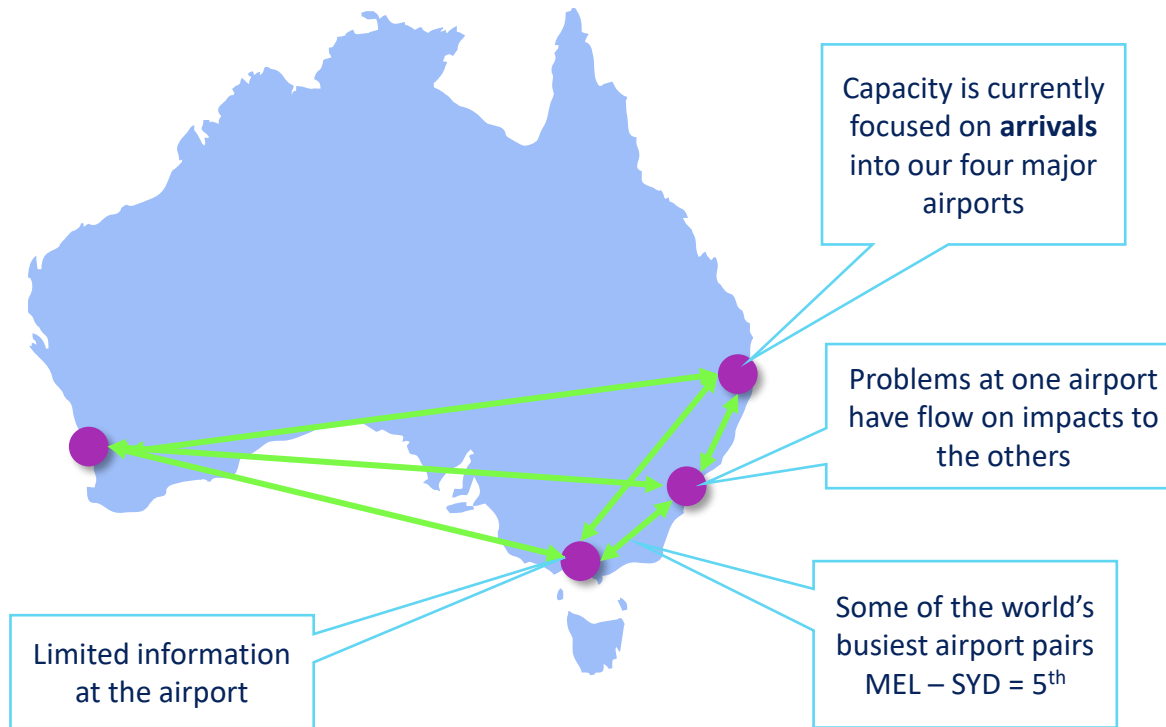 Capacity is currently
focused on arrivals
into our four major
airports
Problems at one airport
have flow on impacts to
the others
Some of the world’s
busiest airport pairs
MEL – SYD = 5th
Limited information
at the airport